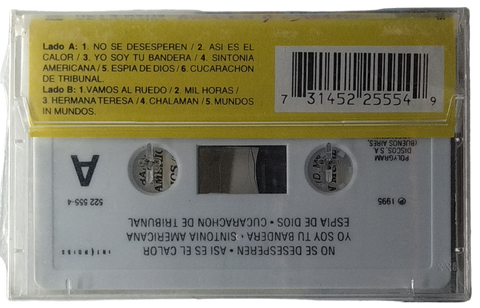 Lado A: 1. NO SE DESESPEREN / 2. ASI ES EL
CALOR / 3. YO SOY TU BANDERA / 4. SINTONIA
AMERICANA / 5. ESPIA DE DIOS / 6. CUCARACHON
DE TRIBUNAL.
Lado B: 1. VAMOS AL RUEDO / 2. MIL HORAS /
3. HERMANA TERESA / 4. CHALAMAN / 5. MUNDOS
IN MUNDOS.
7 31452 25554 9
NO SE DESESPEREN • ASI ES EL CALOR
YO SOY TU BANDERA • SINTONIA AMERICANA
ESPIA DE DIOS • CUCARACHON DE TRIBUNAL
INTERDISC
℗ 1995
A
522 555-4
POLYGRAM
DISCOS, S.A.
(BUENOS AIRES,